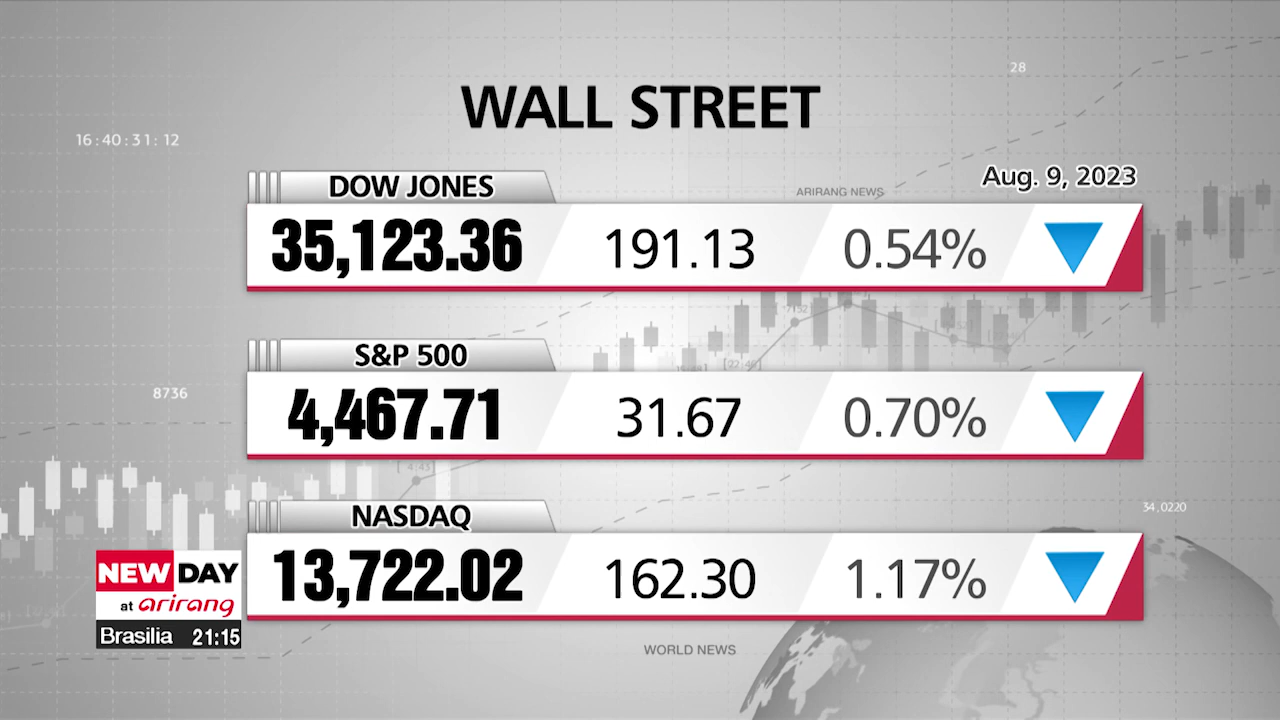 28
WALL STREET
16:40:31:12
Aug. 9, 2023
DOW JONES
ARIRANG NEWS
35,123.36 191.13 0.54%
S&P 500
8736
4,467.71 31.67 0.70%
NASDAQ
34,0220
13,722.02 162.30 1.17%
NEW DAY
at arirang
Brasilia 21:15
WORLD NEWS